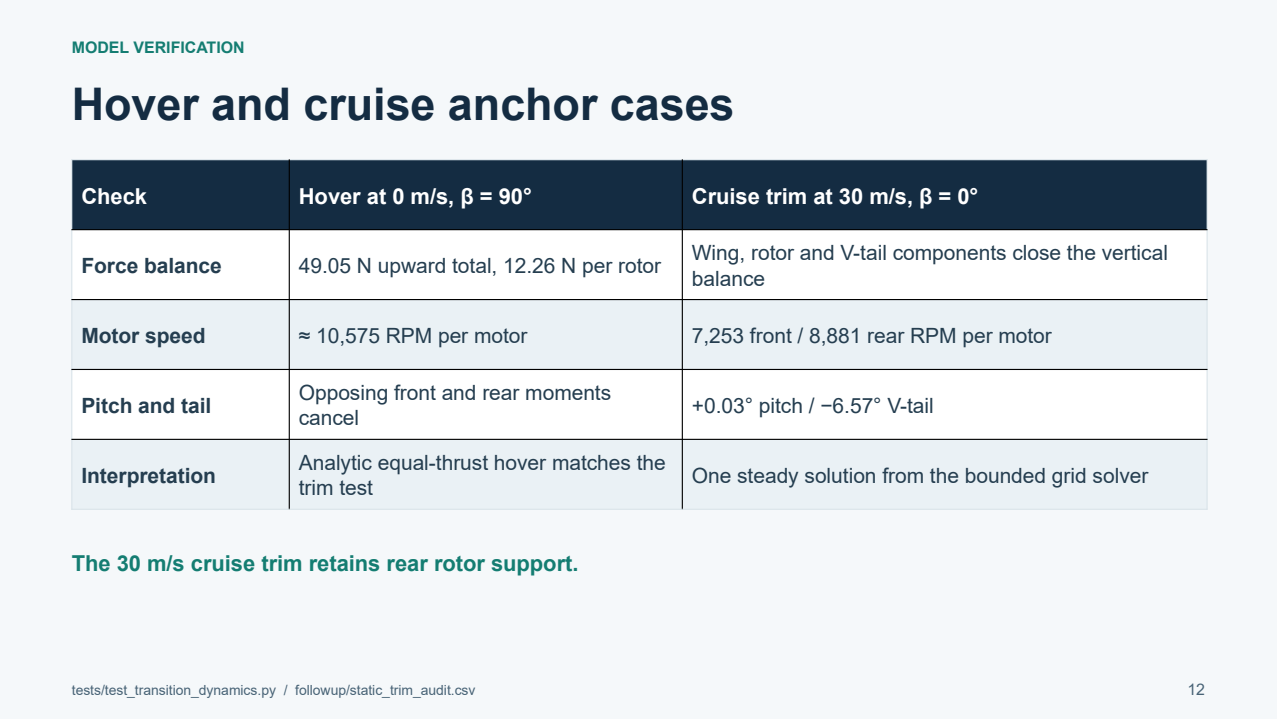 MODEL VERIFICATION
Hover and cruise anchor cases
Check
Hover at 0 m/s, β = 90°
Cruise trim at 30 m/s, β = 0°
Force balance
49.05 N upward total, 12.26 N per rotor
Wing, rotor and V-tail components close the vertical
balance
Motor speed
≈ 10,575 RPM per motor
7,253 front / 8,881 rear RPM per motor
Pitch and tail
Opposing front and rear moments
cancel
+0.03° pitch / −6.57° V-tail
Interpretation
Analytic equal-thrust hover matches the
trim test
One steady solution from the bounded grid solver
The 30 m/s cruise trim retains rear rotor support.
tests/test_transition_dynamics.py / followup/static_trim_audit.csv
12